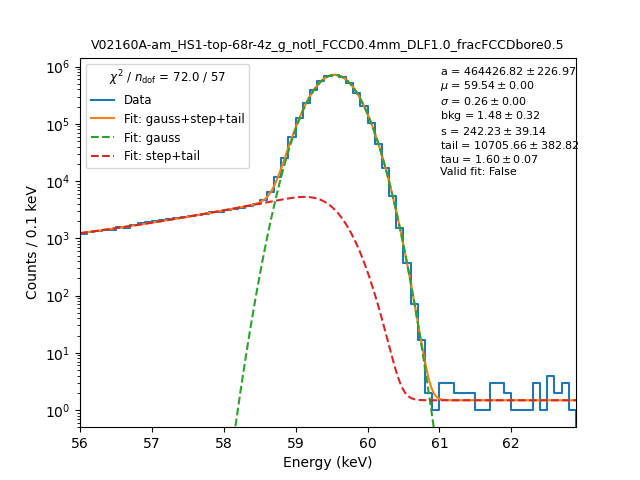 V02160A-am_HS1-top-68r-4z_g_notl_FCCD0.4mm_DLF1.0_fracFCCDbore0.5
χ² / n_dof = 72.0 / 57
Data
Fit: gauss+step+tail
Fit: gauss
Fit: step+tail
a = 464426.82 ± 226.97
μ = 59.54 ± 0.00
σ = 0.26 ± 0.00
bkg = 1.48 ± 0.32
s = 242.23 ± 39.14
tail = 10705.66 ± 382.82
tau = 1.60 ± 0.07
Valid fit: False
Counts / 0.1 keV
10⁶
10⁵
10⁴
10³
10²
10¹
10⁰
56 57 58 59 60 61 62
Energy (keV)